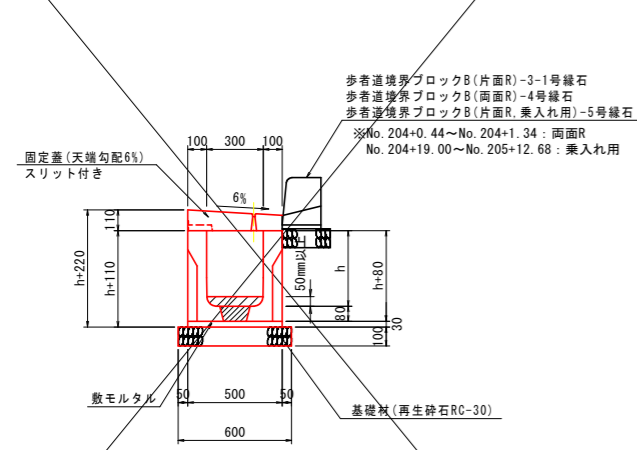 歩者道境界ブロックB(片面R)-3-1号縁石
歩者道境界ブロックB(両面R)-4号縁石
歩者道境界ブロックB(片面R,乗入れ用)-5号縁石
※No.204+0.44～No.204+1.34：両面R
No.204+19.00～No.205+12.68：乗入れ用
100 300 100
固定蓋(天端勾配6%)
スリット付き
6%
110
h+220
h+110
50mm以上
h
h+80
80
30
100
50 500 50
敷モルタル
基礎材(再生砕石RC-30)
600